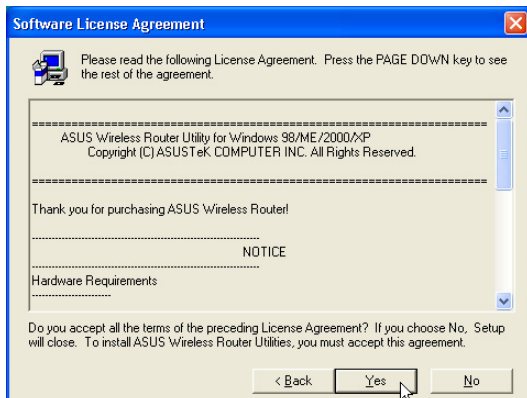 Software License Agreement
Please read the following License Agreement. Press the PAGE DOWN key to see
the rest of the agreement.
==========================================================================
ASUS Wireless Router Utility for Windows 98/ME/2000/XP
Copyright (C) ASUSTeK COMPUTER INC. All Rights Reserved.
==========================================================================
Thank you for purchasing ASUS Wireless Router!
---------------------------------------------------------
NOTICE
---------------------------------------------------------
Hardware Requirements
--------------------
Do you accept all the terms of the preceding License Agreement? If you choose No, Setup
will close. To install ASUS Wireless Router Utilities, you must accept this agreement.
< Back Yes No